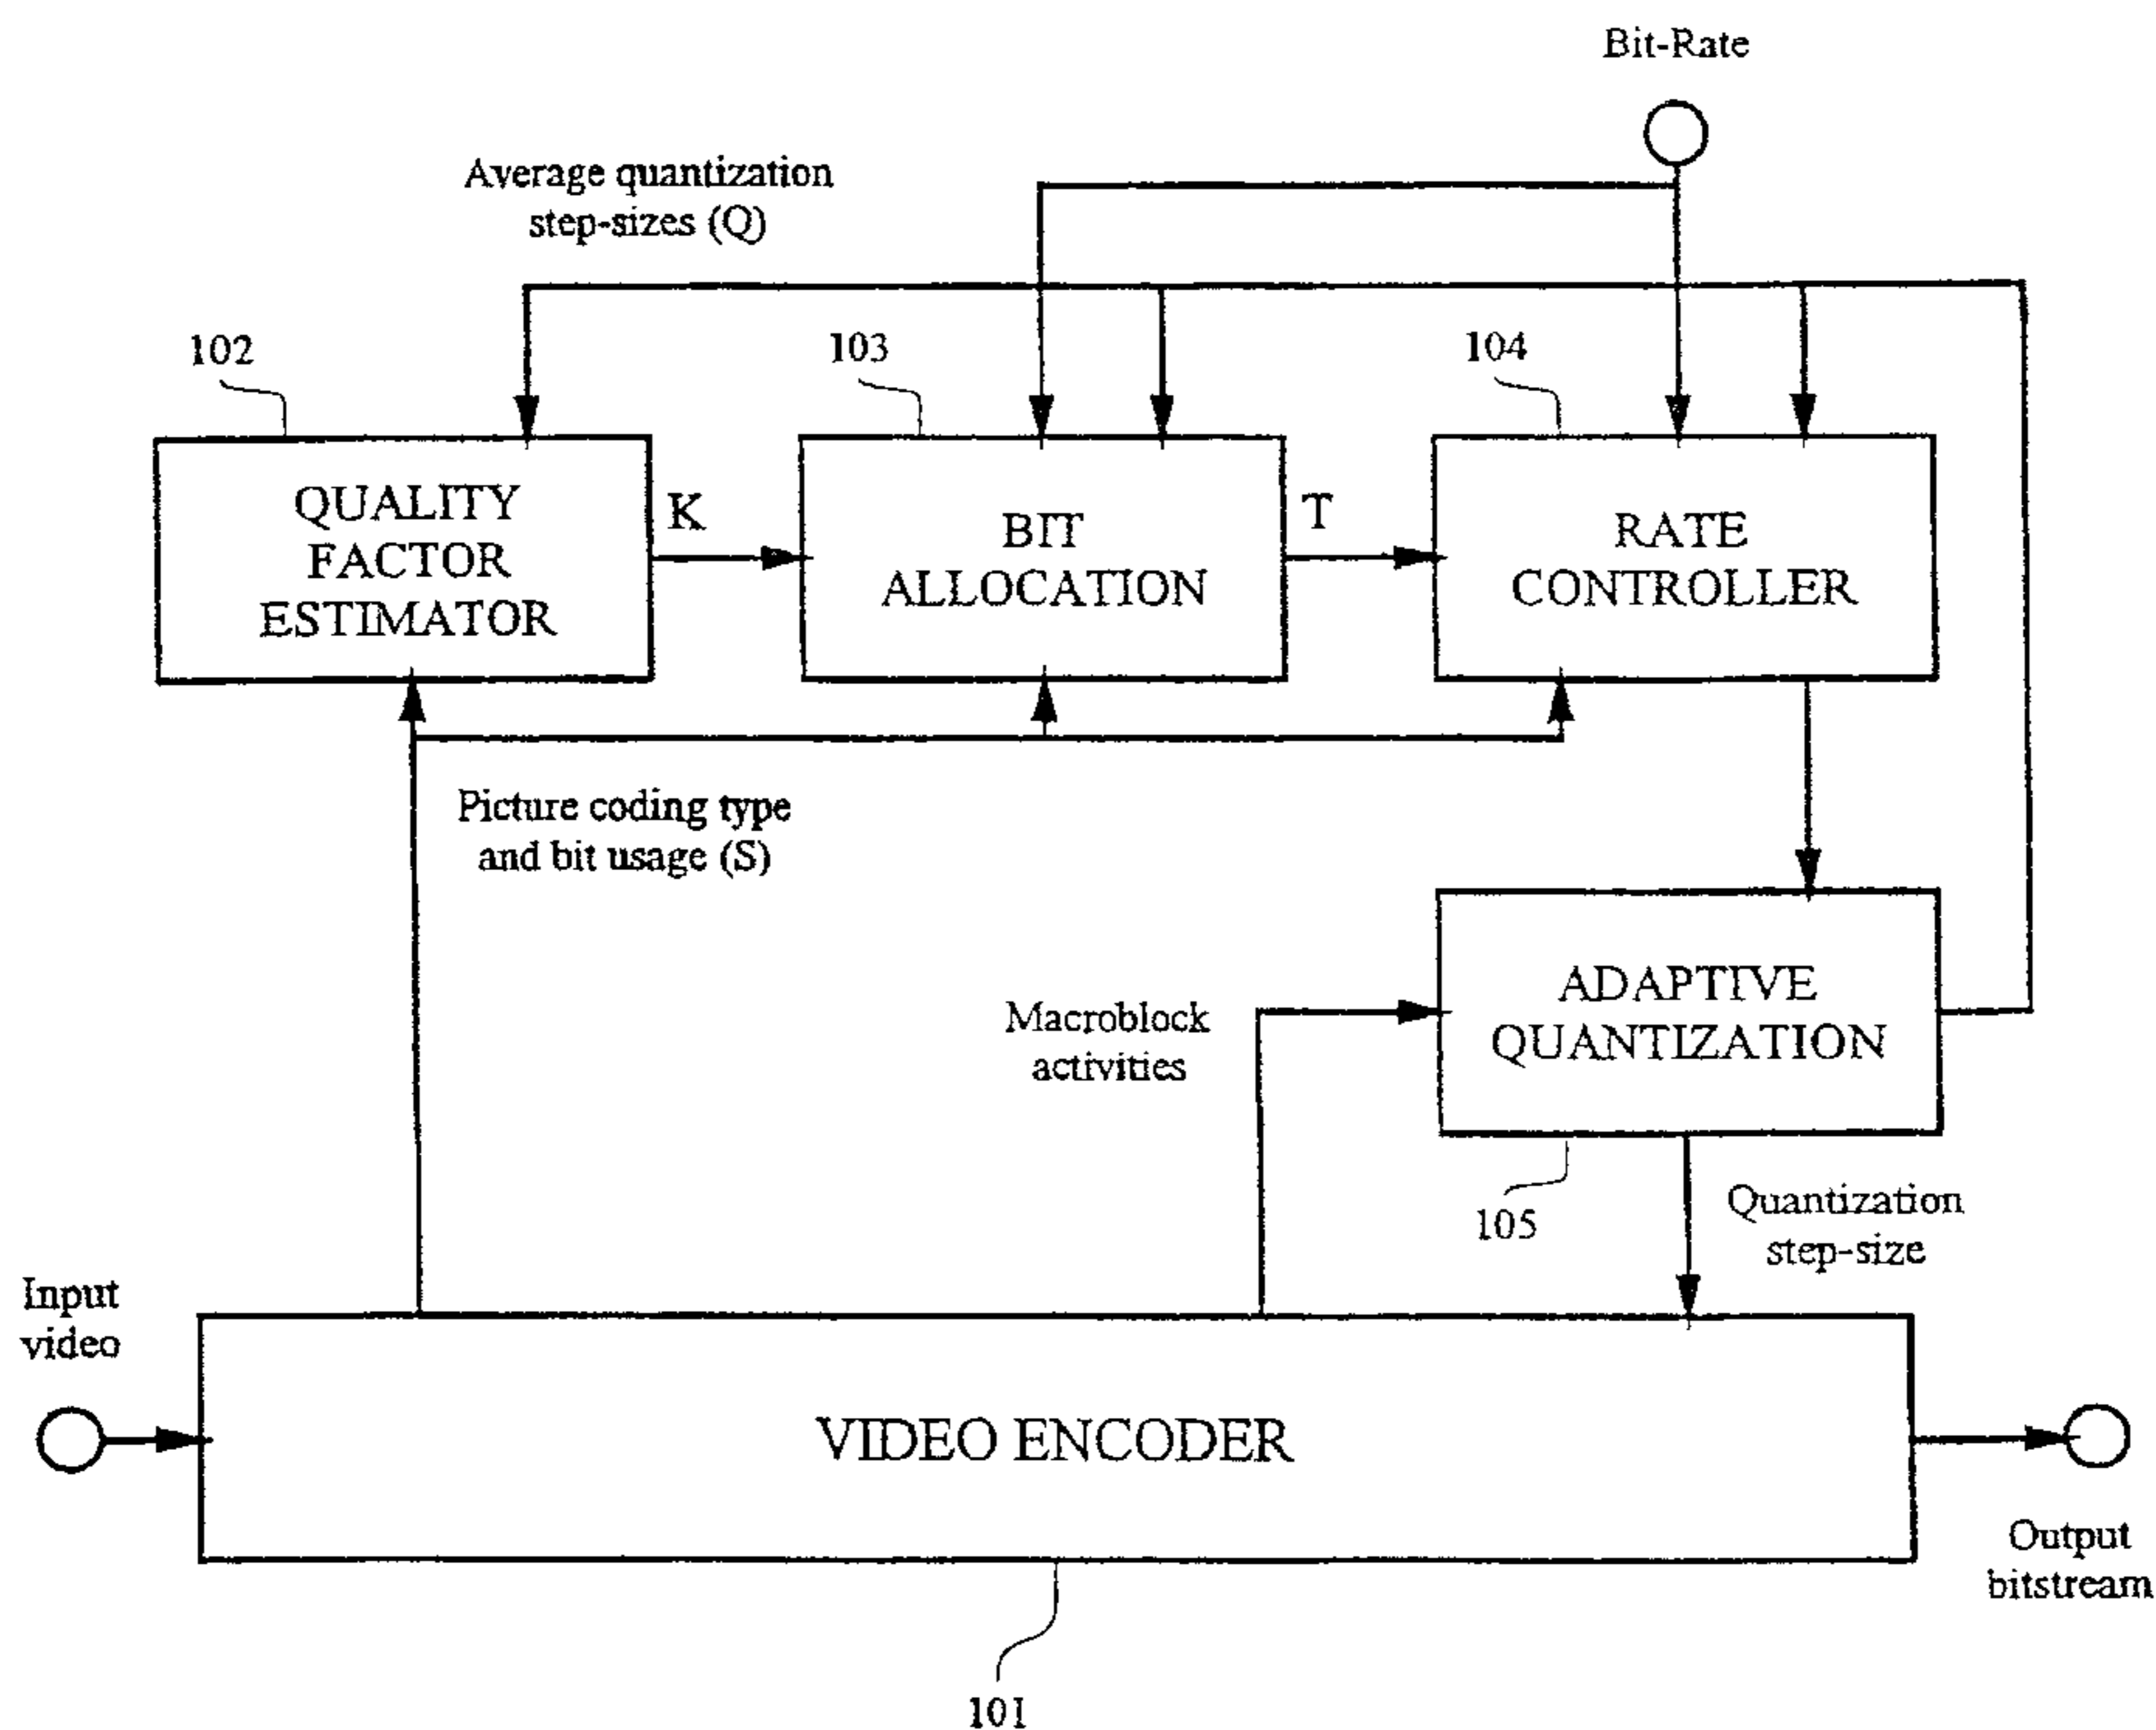 Bit-Rate
Average quantization
step-sizes (Q)
102
103
104
QUALITY
FACTOR
ESTIMATOR
K
BIT
ALLOCATION
T
RATE
CONTROLLER
Picture coding type
and bit usage (S)
Macroblock
activities
ADAPTIVE
QUANTIZATION
105
Quantization
step-size
Input
video
VIDEO ENCODER
Output
bitstream
101